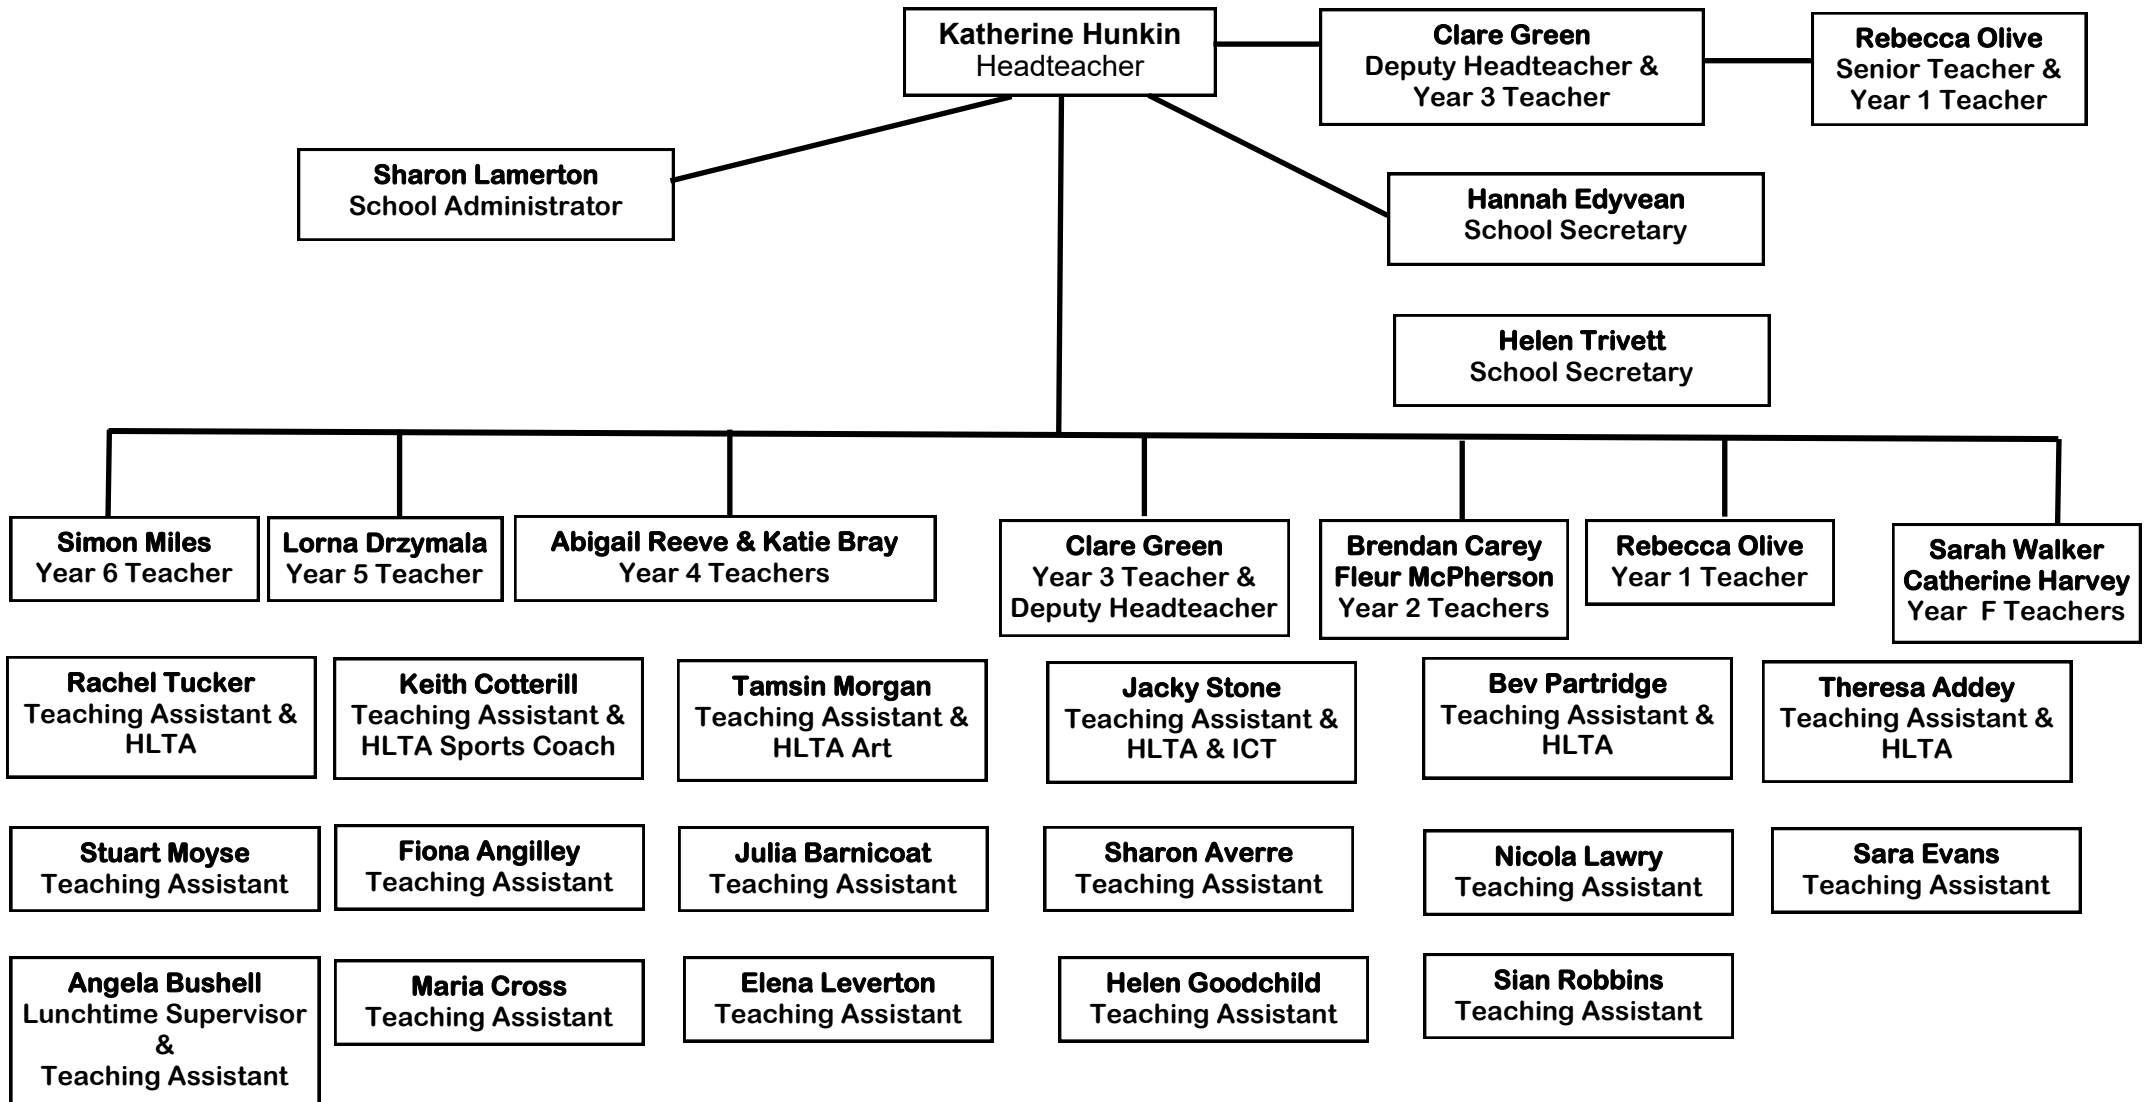 Katherine Hunkin
Headteacher
Clare Green
Deputy Headteacher &
Year 3 Teacher
Rebecca Olive
Senior Teacher &
Year 1 Teacher
Sharon Lamerton
School Administrator
Hannah Edyvean
School Secretary
Helen Trivett
School Secretary
Simon Miles
Year 6 Teacher
Lorna Drzymala
Year 5 Teacher
Abigail Reeve & Katie Bray
Year 4 Teachers
Clare Green
Year 3 Teacher &
Deputy Headteacher
Brendan Carey
Fleur McPherson
Year 2 Teachers
Rebecca Olive
Year 1 Teacher
Sarah Walker
Catherine Harvey
Year  F Teachers
Rachel Tucker
Teaching Assistant &
HLTA
Keith Cotterill
Teaching Assistant &
HLTA Sports Coach
Tamsin Morgan
Teaching Assistant &
HLTA Art
Jacky Stone
Teaching Assistant &
HLTA & ICT
Bev Partridge
Teaching Assistant &
HLTA
Theresa Addey
Teaching Assistant &
HLTA
Stuart Moyse
Teaching Assistant
Fiona Angilley
Teaching Assistant
Julia Barnicoat
Teaching Assistant
Sharon Averre
Teaching Assistant
Nicola Lawry
Teaching Assistant
Sara Evans
Teaching Assistant
Angela Bushell
Lunchtime Supervisor
&
Teaching Assistant
Maria Cross
Teaching Assistant
Elena Leverton
Teaching Assistant
Helen Goodchild
Teaching Assistant
Sian Robbins
Teaching Assistant